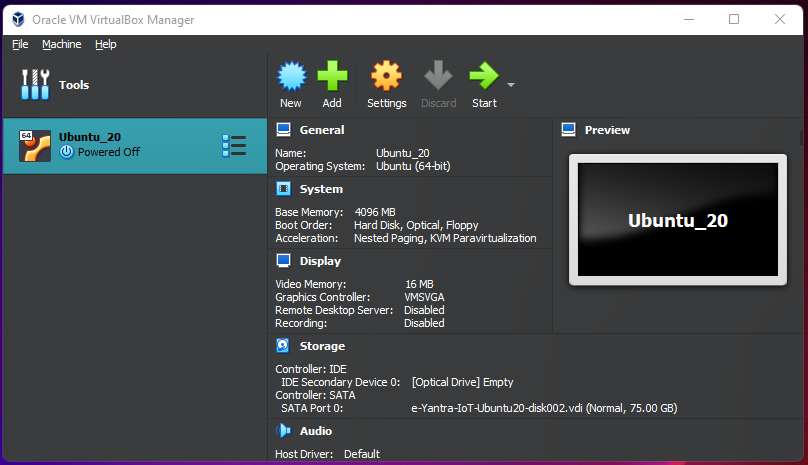 Oracle VM VirtualBox Manager
File Machine Help
Tools
New Add Settings Discard Start
64
Ubuntu_20
Powered Off
General
Name: Ubuntu_20
Operating System: Ubuntu (64-bit)
System
Base Memory: 4096 MB
Boot Order: Hard Disk, Optical, Floppy
Acceleration: Nested Paging, KVM Paravirtualization
Display
Video Memory: 16 MB
Graphics Controller: VMSVGA
Remote Desktop Server: Disabled
Recording: Disabled
Storage
Controller: IDE
IDE Secondary Device 0: [Optical Drive] Empty
Controller: SATA
SATA Port 0: e-Yantra-IoT-Ubuntu20-disk002.vdi (Normal, 75.00 GB)
Audio
Host Driver: Default
Preview
Ubuntu_20